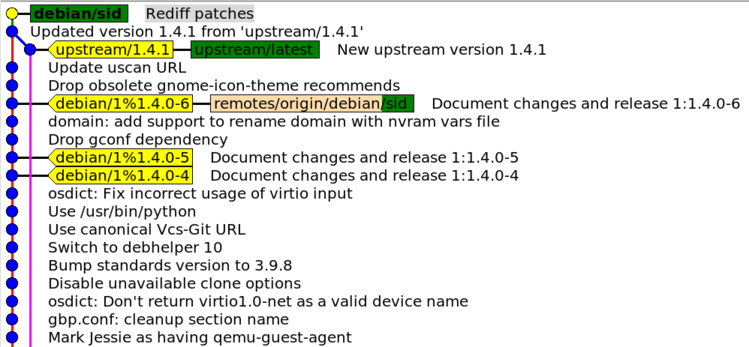 debian/sid Rediff patches
Updated version 1.4.1 from 'upstream/1.4.1'
upstream/1.4.1 upstream/latest New upstream version 1.4.1
Update uscan URL
Drop obsolete gnome-icon-theme recommends
debian/1%1.4.0-6 remotes/origin/debian/sid Document changes and release 1:1.4.0-6
domain: add support to rename domain with nvram vars file
Drop gconf dependency
debian/1%1.4.0-5 Document changes and release 1:1.4.0-5
debian/1%1.4.0-4 Document changes and release 1:1.4.0-4
osdict: Fix incorrect usage of virtio input
Use /usr/bin/python
Use canonical Vcs-Git URL
Switch to debhelper 10
Bump standards version to 3.9.8
Disable unavailable clone options
osdict: Don't return virtio1.0-net as a valid device name
gbp.conf: cleanup section name
Mark Jessie as having qemu-guest-agent